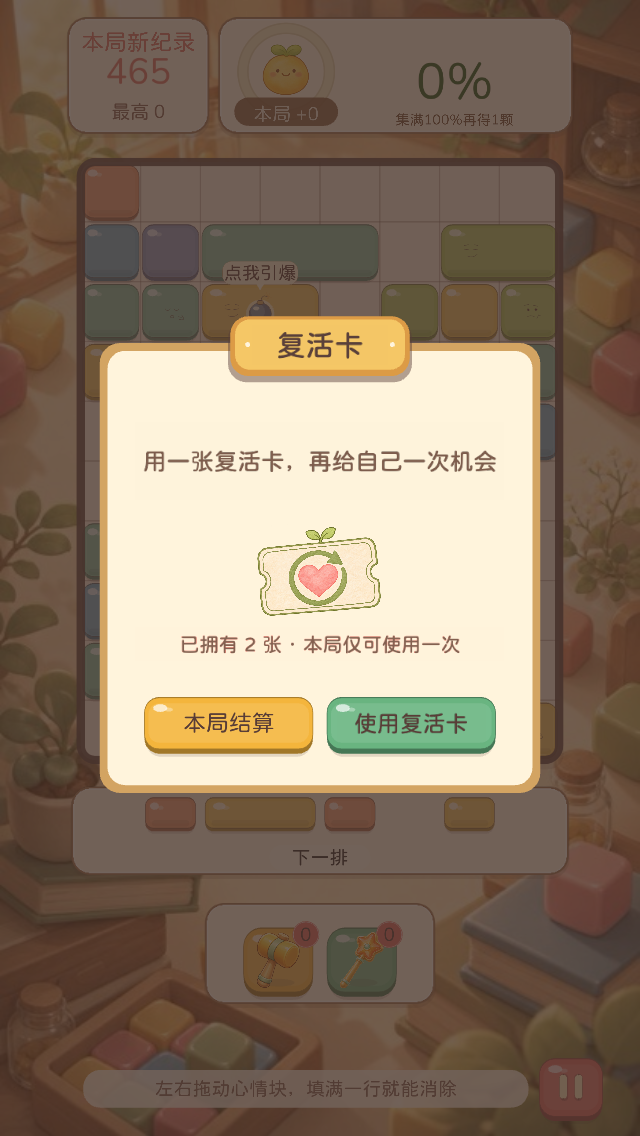 本局新纪录
465
最高 0
本局 +0
0%
集满100%再得1颗
点我引爆
复活卡
用一张复活卡，再给自己一次机会
已拥有 2 张 · 本局仅可使用一次
本局结算
使用复活卡
下一排
0
0
左右拖动心情块，填满一行就能消除